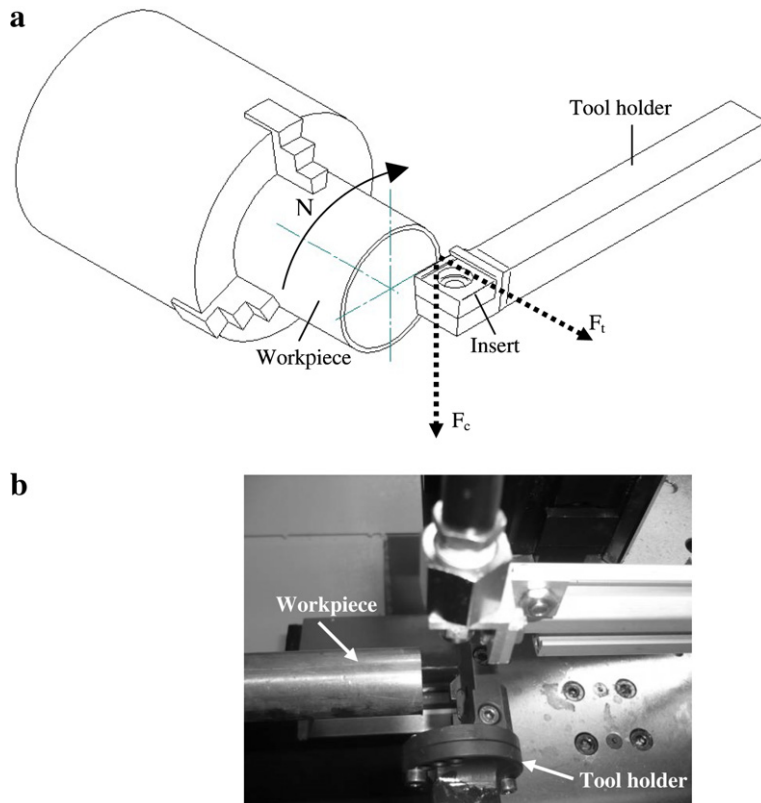 a
Tool holder
N
Workpiece
Insert
Ft
Fc
b
Workpiece
Tool holder